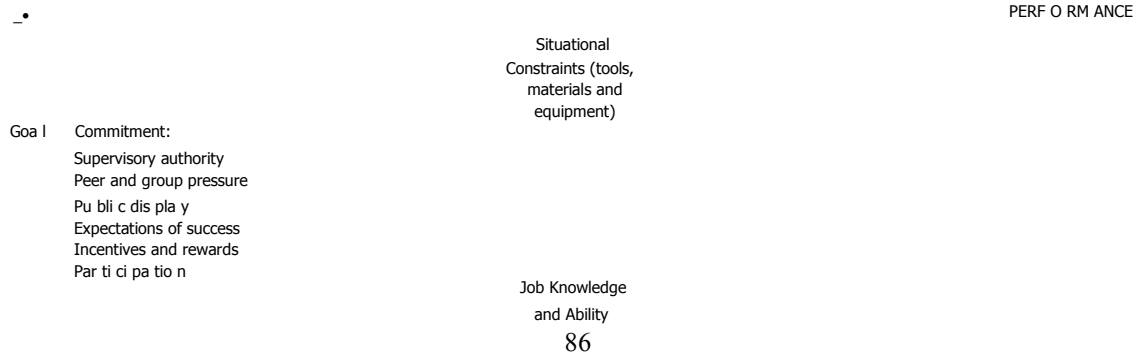 _•
PERF O RM ANCE
Situational
Constraints (tools,
materials and
equipment)
Goa l Commitment:
Supervisory authority
Peer and group pressure
Pu bli c dis pla y
Expectations of success
Incentives and rewards
Par ti ci pa tio n
Job Knowledge
and Ability
86